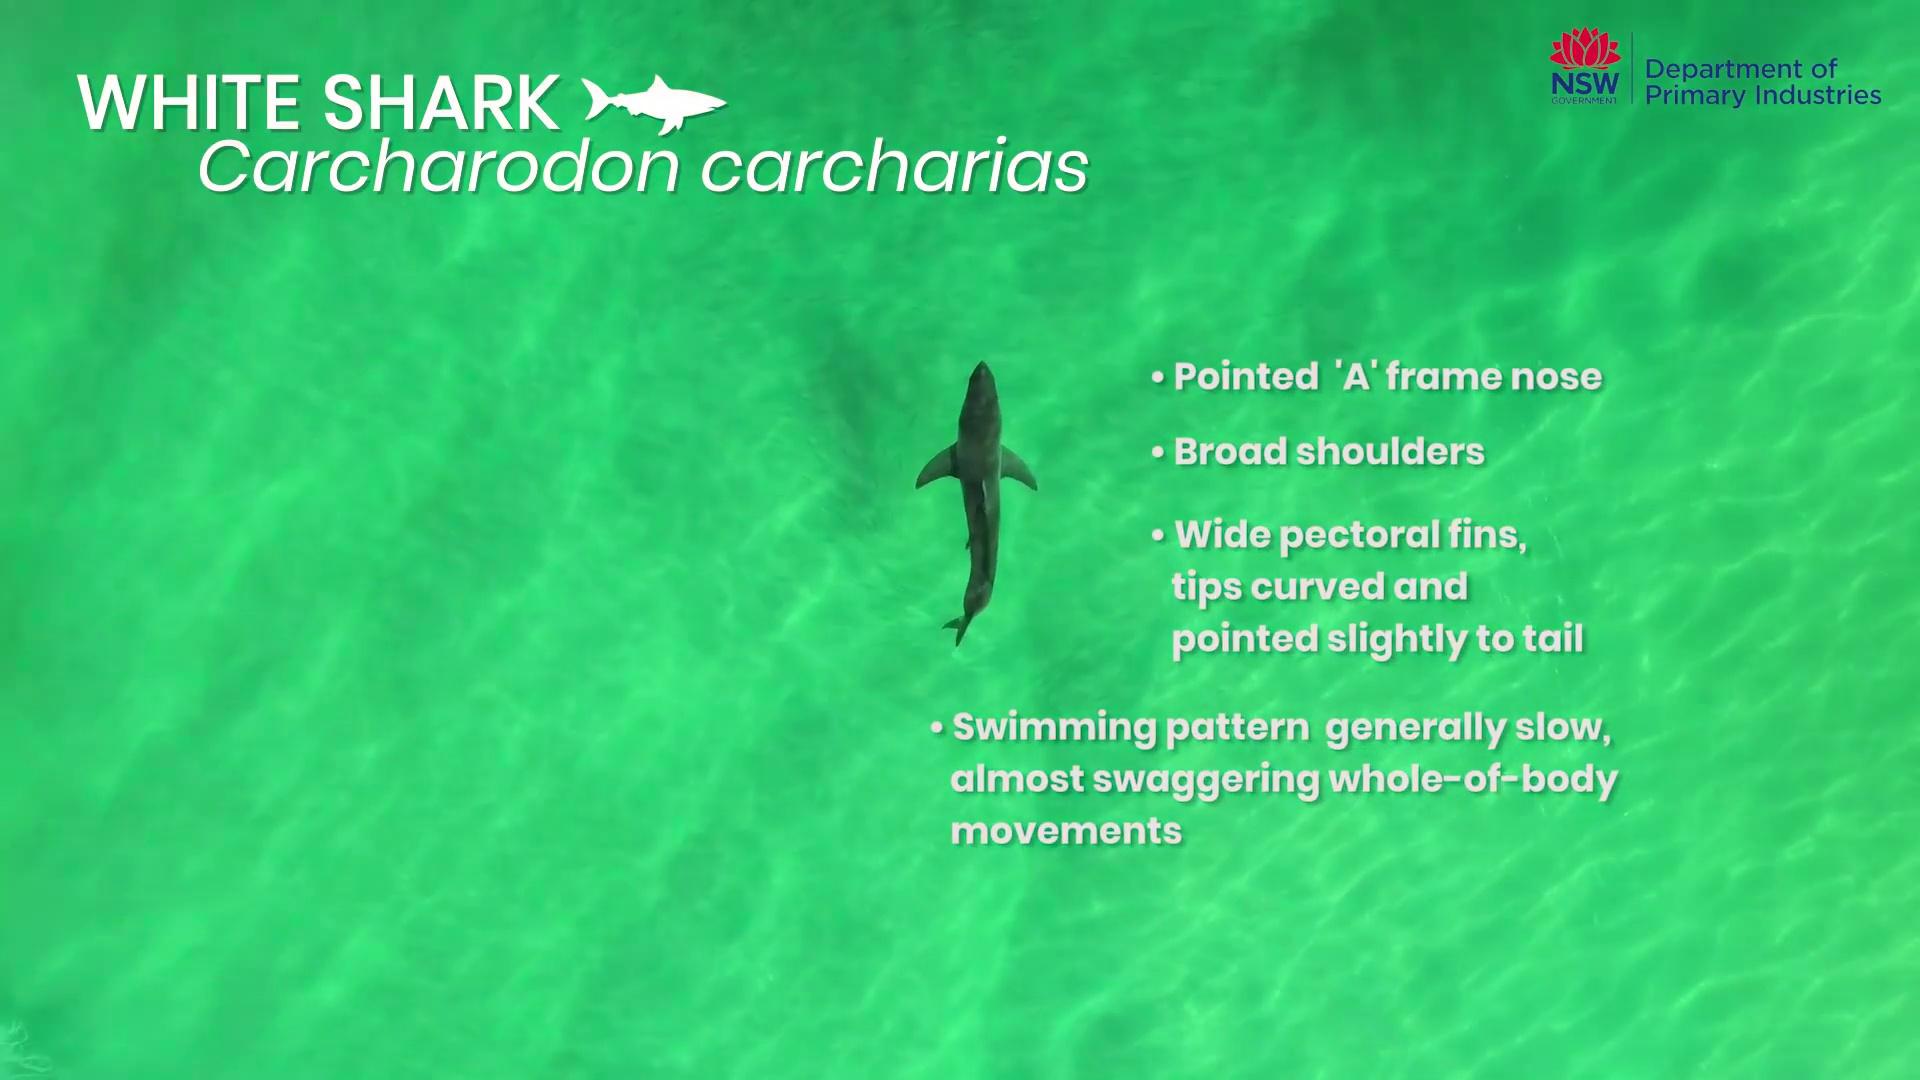 WHITE SHARK
Carcharodon carcharias
NSW
GOVERNMENT
Department of
Primary Industries
• Pointed 'A' frame nose
• Broad shoulders
• Wide pectoral fins,
tips curved and
pointed slightly to tail
• Swimming pattern generally slow,
almost swaggering whole-of-body
movements